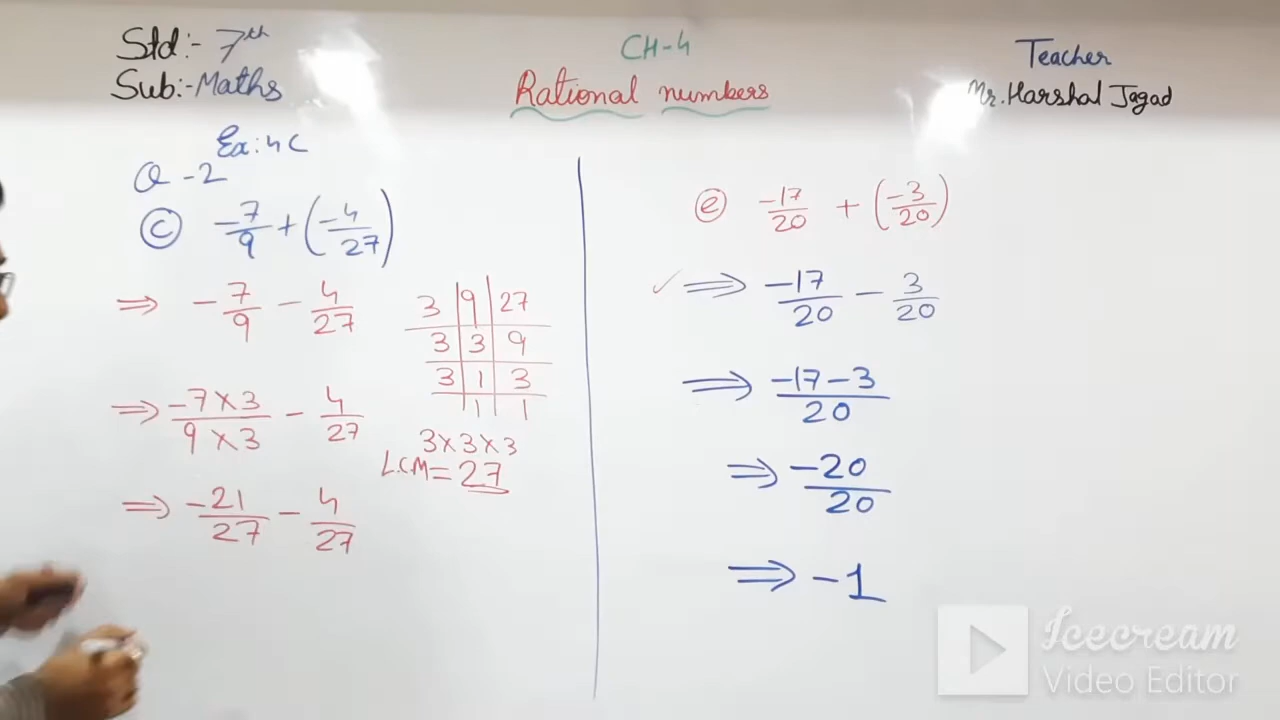 Std:- 7th
Sub:- Maths
CH-4
Rational numbers
Teacher
Mr. Harshal Jagad
Ex: 4C
Q -2
(c) -7/9 + (-4/27)
⇒ -7/9 - 4/27
⇒ -7×3/9×3 - 4/27
⇒ -21/27 - 4/27
3 | 9 | 27
3 | 3 | 9
3 | 1 | 3
| 1 | 1
3×3×3
L.C.M = 27
(e) -17/20 + (-3/20)
✓ ⇒ -17/20 - 3/20
⇒ -17-3/20
⇒ -20/20
⇒ -1
Icecream
Video Editor